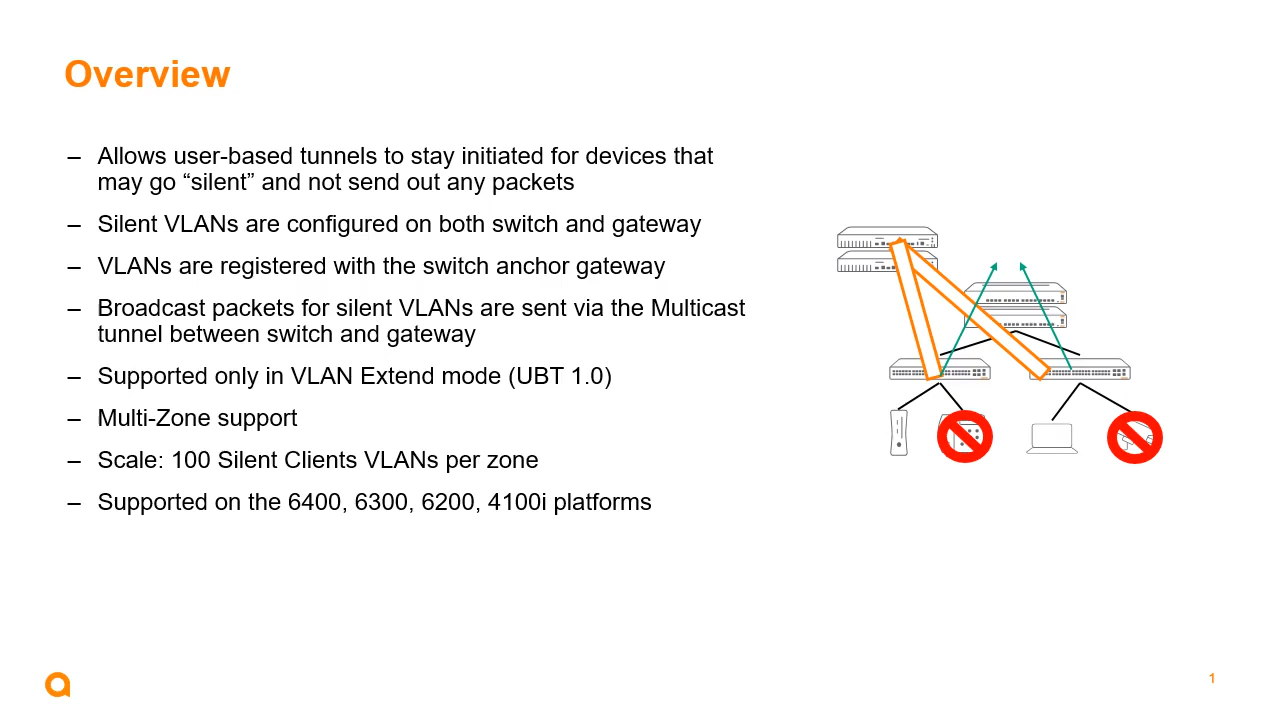 Overview
– Allows user-based tunnels to stay initiated for devices that
may go “silent” and not send out any packets
– Silent VLANs are configured on both switch and gateway
– VLANs are registered with the switch anchor gateway
– Broadcast packets for silent VLANs are sent via the Multicast
tunnel between switch and gateway
– Supported only in VLAN Extend mode (UBT 1.0)
– Multi-Zone support
– Scale: 100 Silent Clients VLANs per zone
– Supported on the 6400, 6300, 6200, 4100i platforms
1